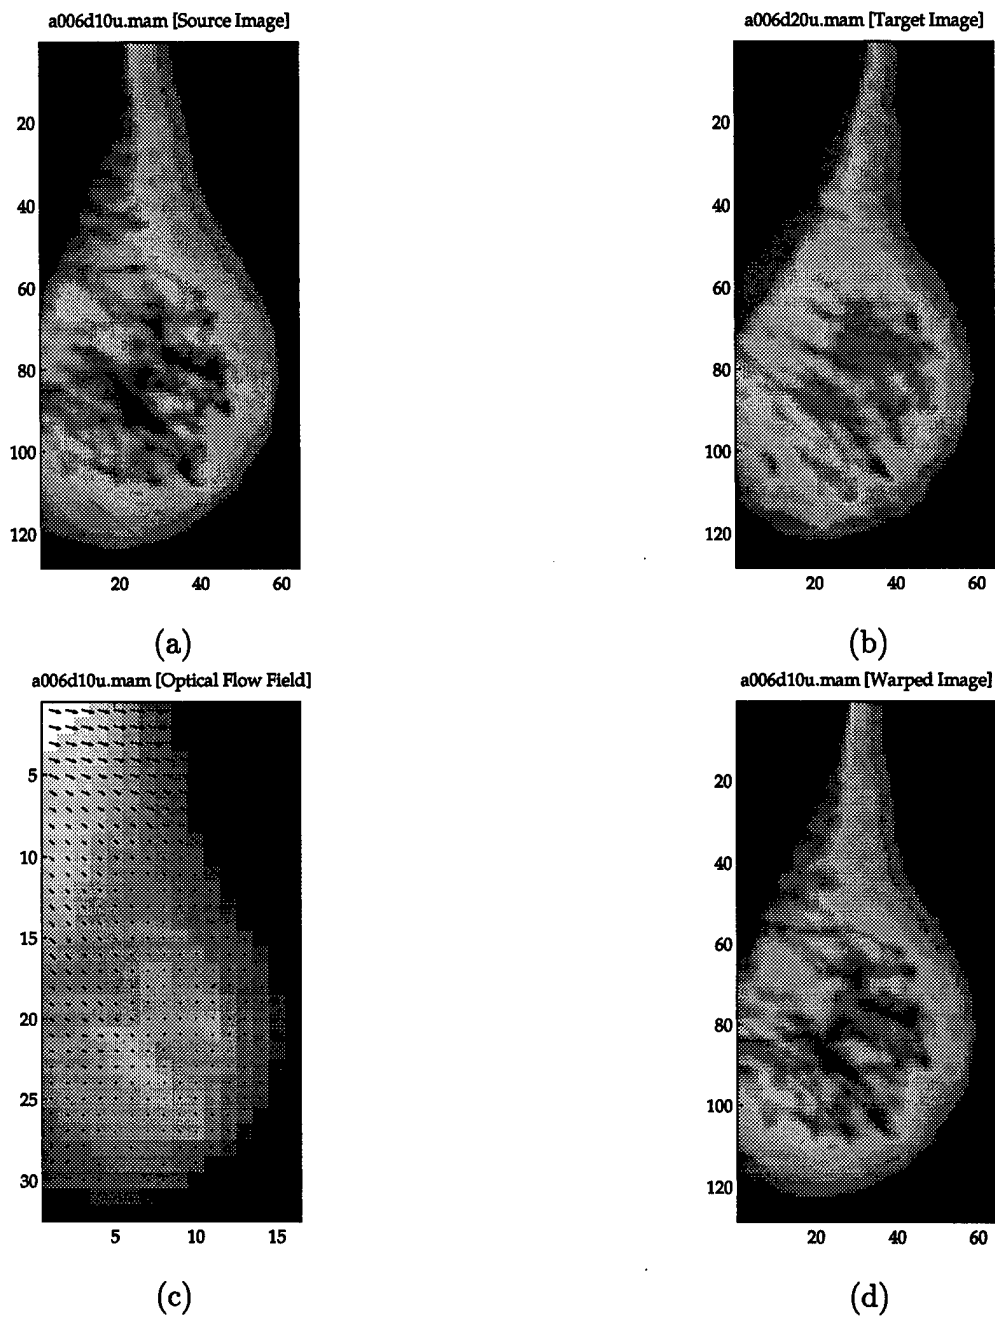 a006d10u.mam [Source Image]
20
40
60
80
100
120
20 40 60
(a)
a006d20u.mam [Target Image]
20
40
60
80
100
120
20 40 60
(b)
a006d10u.mam [Optical Flow Field]
5
10
15
20
25
30
5 10 15
(c)
a006d10u.mam [Warped Image]
20
40
60
80
100
120
20 40 60
(d)